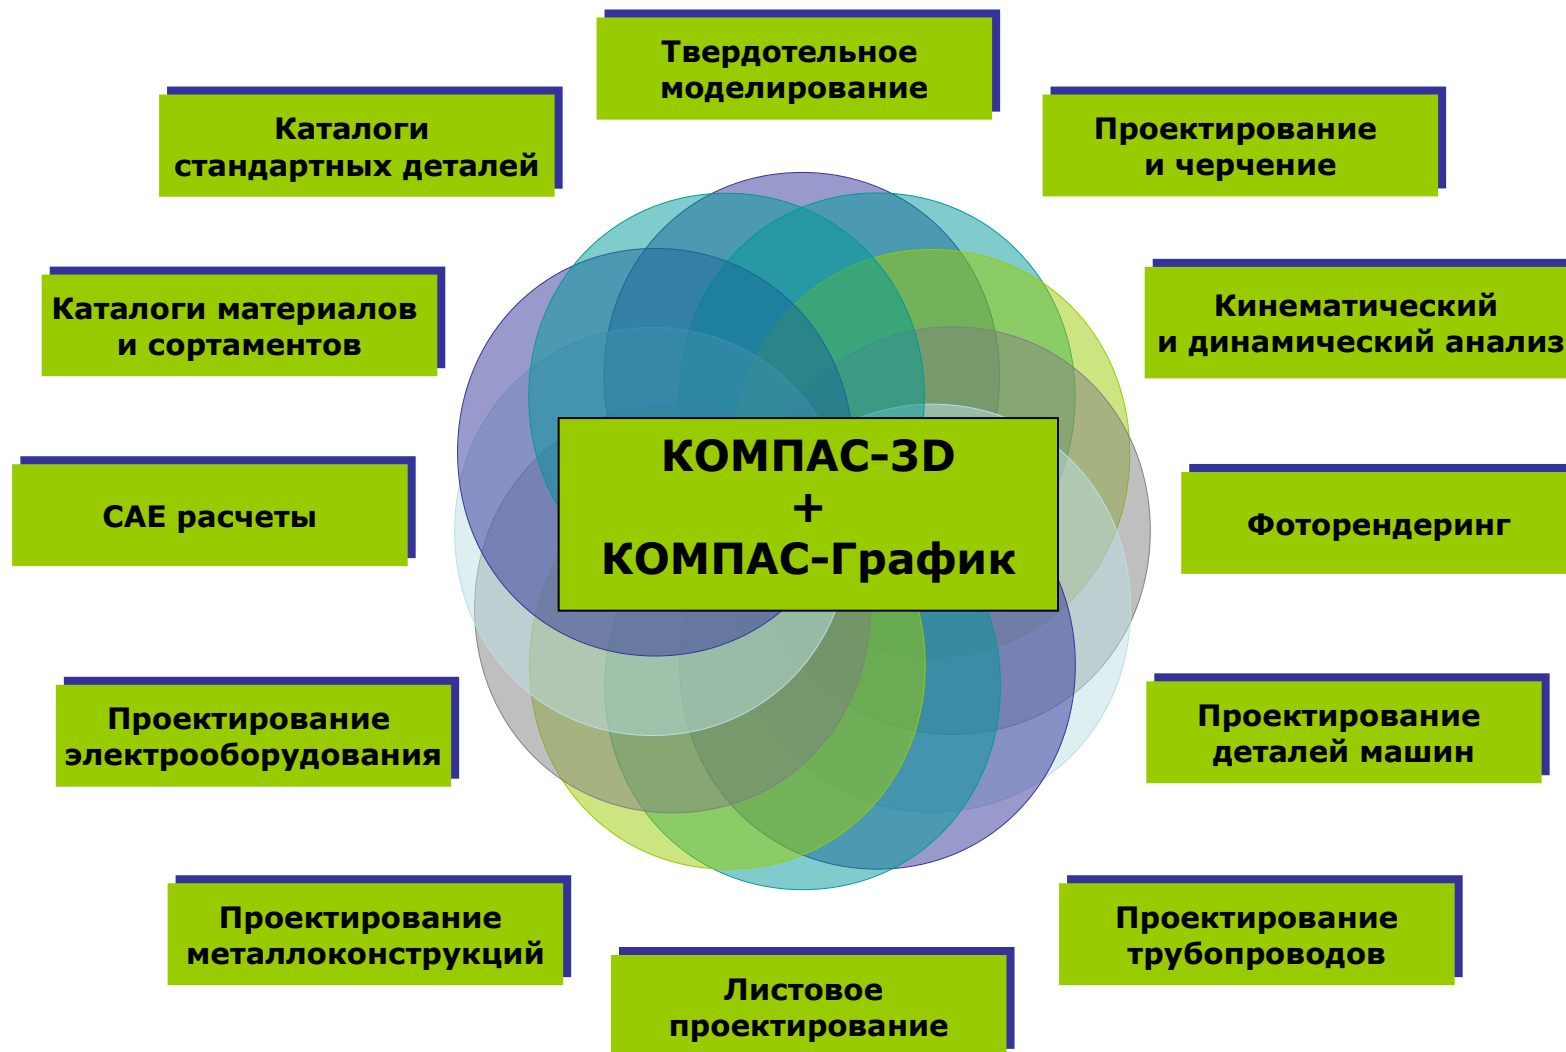 Твердотельное
моделирование
Каталоги
стандартных деталей
Проектирование
и черчение
Каталоги материалов
и сортаментов
Кинематический
и динамический анализ
КОМПАС-3D
+
КОМПАС-График
CAE расчеты
Фоторендеринг
Проектирование
электрооборудования
Проектирование
деталей машин
Проектирование
металлоконструкций
Проектирование
трубопроводов
Листовое
проектирование